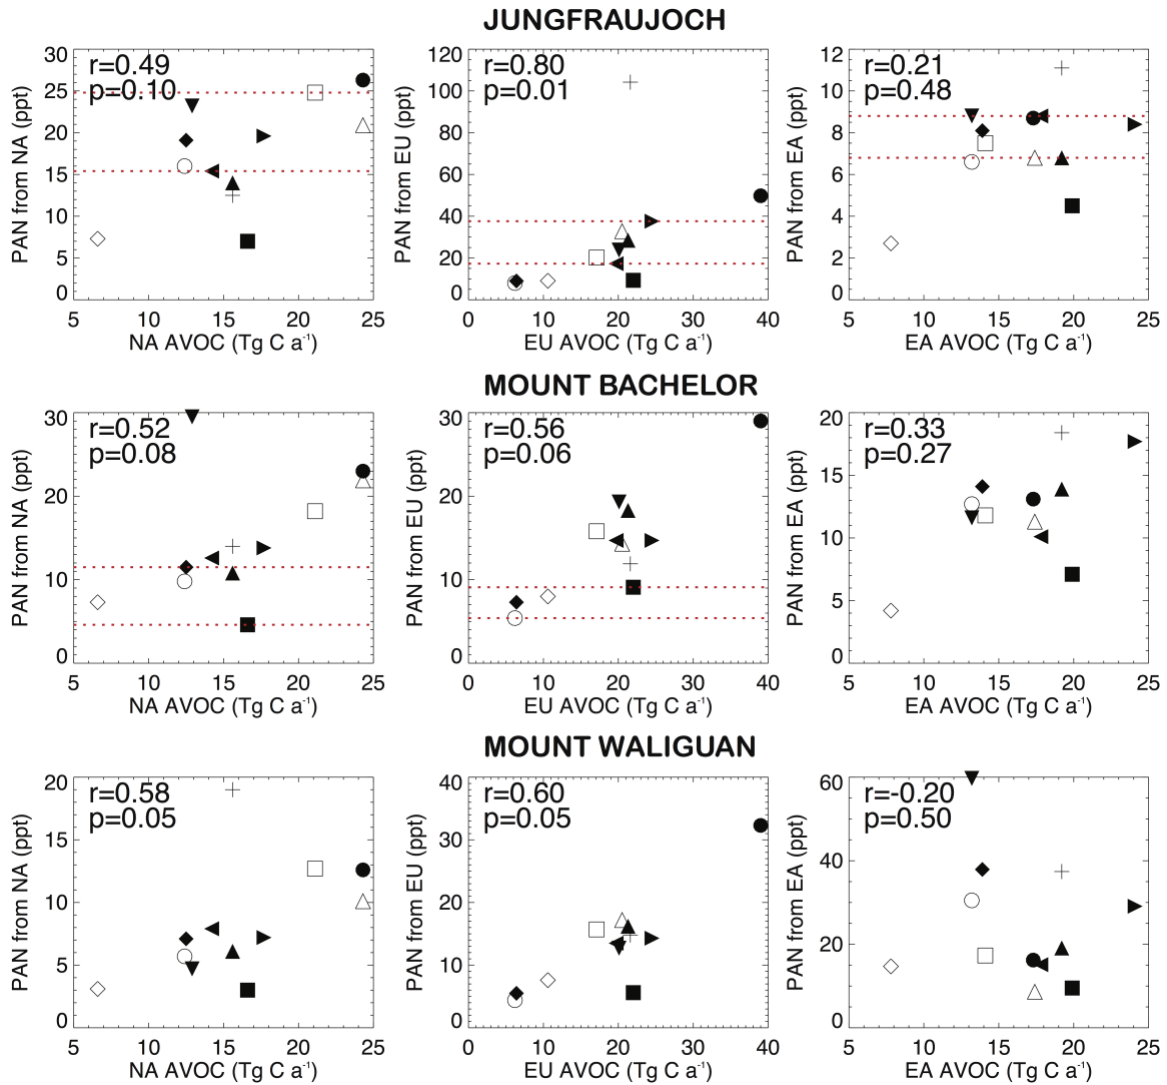 JUNGFRAUJOCH
30
25
20
15
10
5
0
PAN from NA (ppt)
r=0.49
p=0.10
5 10 15 20 25
NA AVOC (Tg C a⁻¹)
120
100
80
60
40
20
0
PAN from EU (ppt)
r=0.80
p=0.01
0 10 20 30 40
EU AVOC (Tg C a⁻¹)
12
10
8
6
4
2
0
PAN from EA (ppt)
r=0.21
p=0.48
5 10 15 20 25
EA AVOC (Tg C a⁻¹)
MOUNT BACHELOR
30
20
10
0
PAN from NA (ppt)
r=0.52
p=0.08
5 10 15 20 25
NA AVOC (Tg C a⁻¹)
30
20
10
0
PAN from EU (ppt)
r=0.56
p=0.06
0 10 20 30 40
EU AVOC (Tg C a⁻¹)
20
15
10
5
0
PAN from EA (ppt)
r=0.33
p=0.27
5 10 15 20 25
EA AVOC (Tg C a⁻¹)
MOUNT WALIGUAN
20
15
10
5
0
PAN from NA (ppt)
r=0.58
p=0.05
5 10 15 20 25
NA AVOC (Tg C a⁻¹)
40
30
20
10
0
PAN from EU (ppt)
r=0.60
p=0.05
0 10 20 30 40
EU AVOC (Tg C a⁻¹)
60
40
20
0
PAN from EA (ppt)
r=-0.20
p=0.50
5 10 15 20 25
EA AVOC (Tg C a⁻¹)